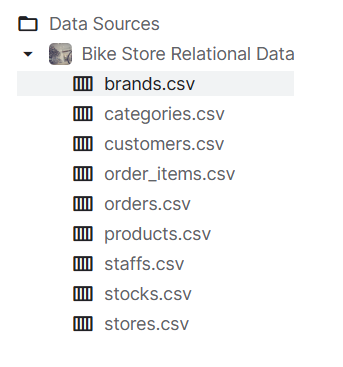 Data Sources
Bike Store Relational Data
brands.csv
categories.csv
customers.csv
order_items.csv
orders.csv
products.csv
staffs.csv
stocks.csv
stores.csv